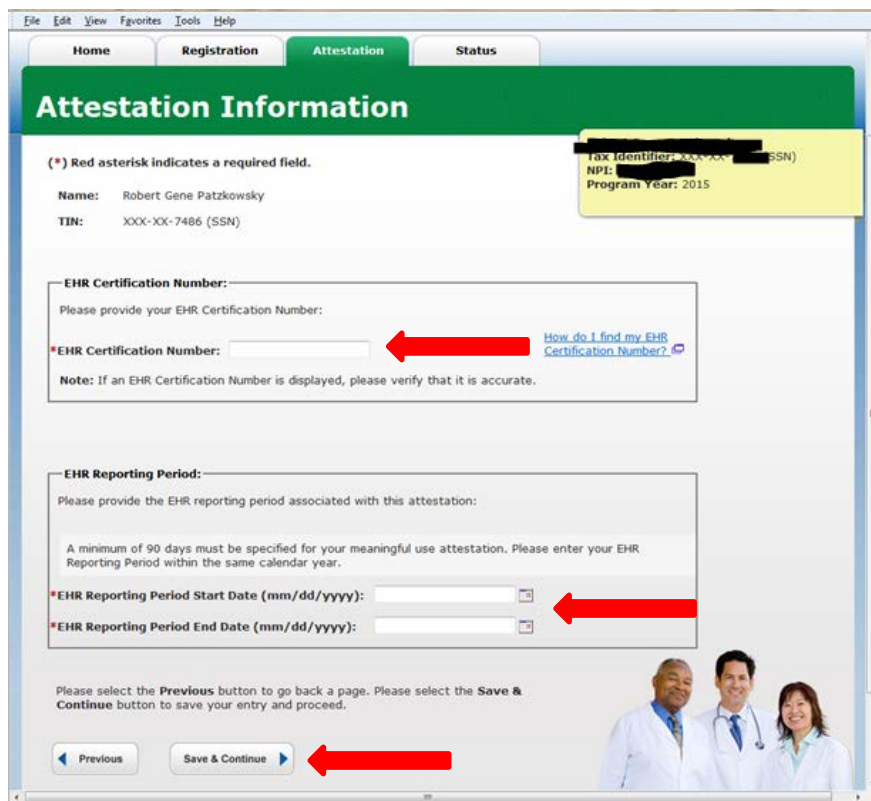 File Edit View Favorites Tools Help
Home Registration Attestation Status
Attestation Information
(*) Red asterisk indicates a required field.
Tax Identifier: XXX-XX- SSN)
NPI:
Program Year: 2015
Name: Robert Gene Patzkowsky
TIN: XXX-XX-7486 (SSN)
EHR Certification Number:
Please provide your EHR Certification Number:
*EHR Certification Number:
How do I find my EHR
Certification Number?
Note: If an EHR Certification Number is displayed, please verify that it is accurate.
EHR Reporting Period:
Please provide the EHR reporting period associated with this attestation:
A minimum of 90 days must be specified for your meaningful use attestation. Please enter your EHR
Reporting Period within the same calendar year.
*EHR Reporting Period Start Date (mm/dd/yyyy):
*EHR Reporting Period End Date (mm/dd/yyyy):
Please select the Previous button to go back a page. Please select the Save &
Continue button to save your entry and proceed.
Previous Save & Continue